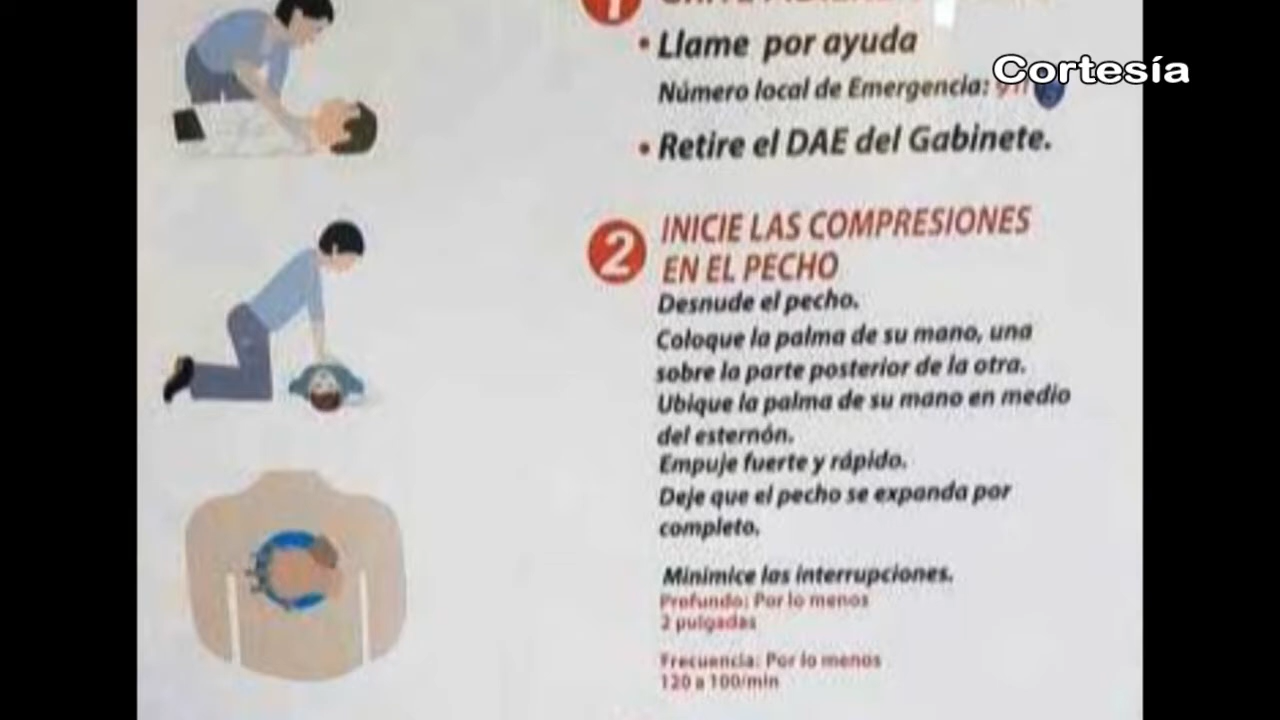 1
• Llame por ayuda
Cortesía
Número local de Emergencia: 911
• Retire el DAE del Gabinete.
2 INICIE LAS COMPRESIONES
EN EL PECHO
Desnude el pecho.
Coloque la palma de su mano, una
sobre la parte posterior de la otra.
Ubique la palma de su mano en medio
del esternón.
Empuje fuerte y rápido.
Deje que el pecho se expanda por
completo.
Minimice las interrupciones.
Profundo: Por lo menos
2 pulgadas
Frecuencia: Por lo menos
120 a 100/min